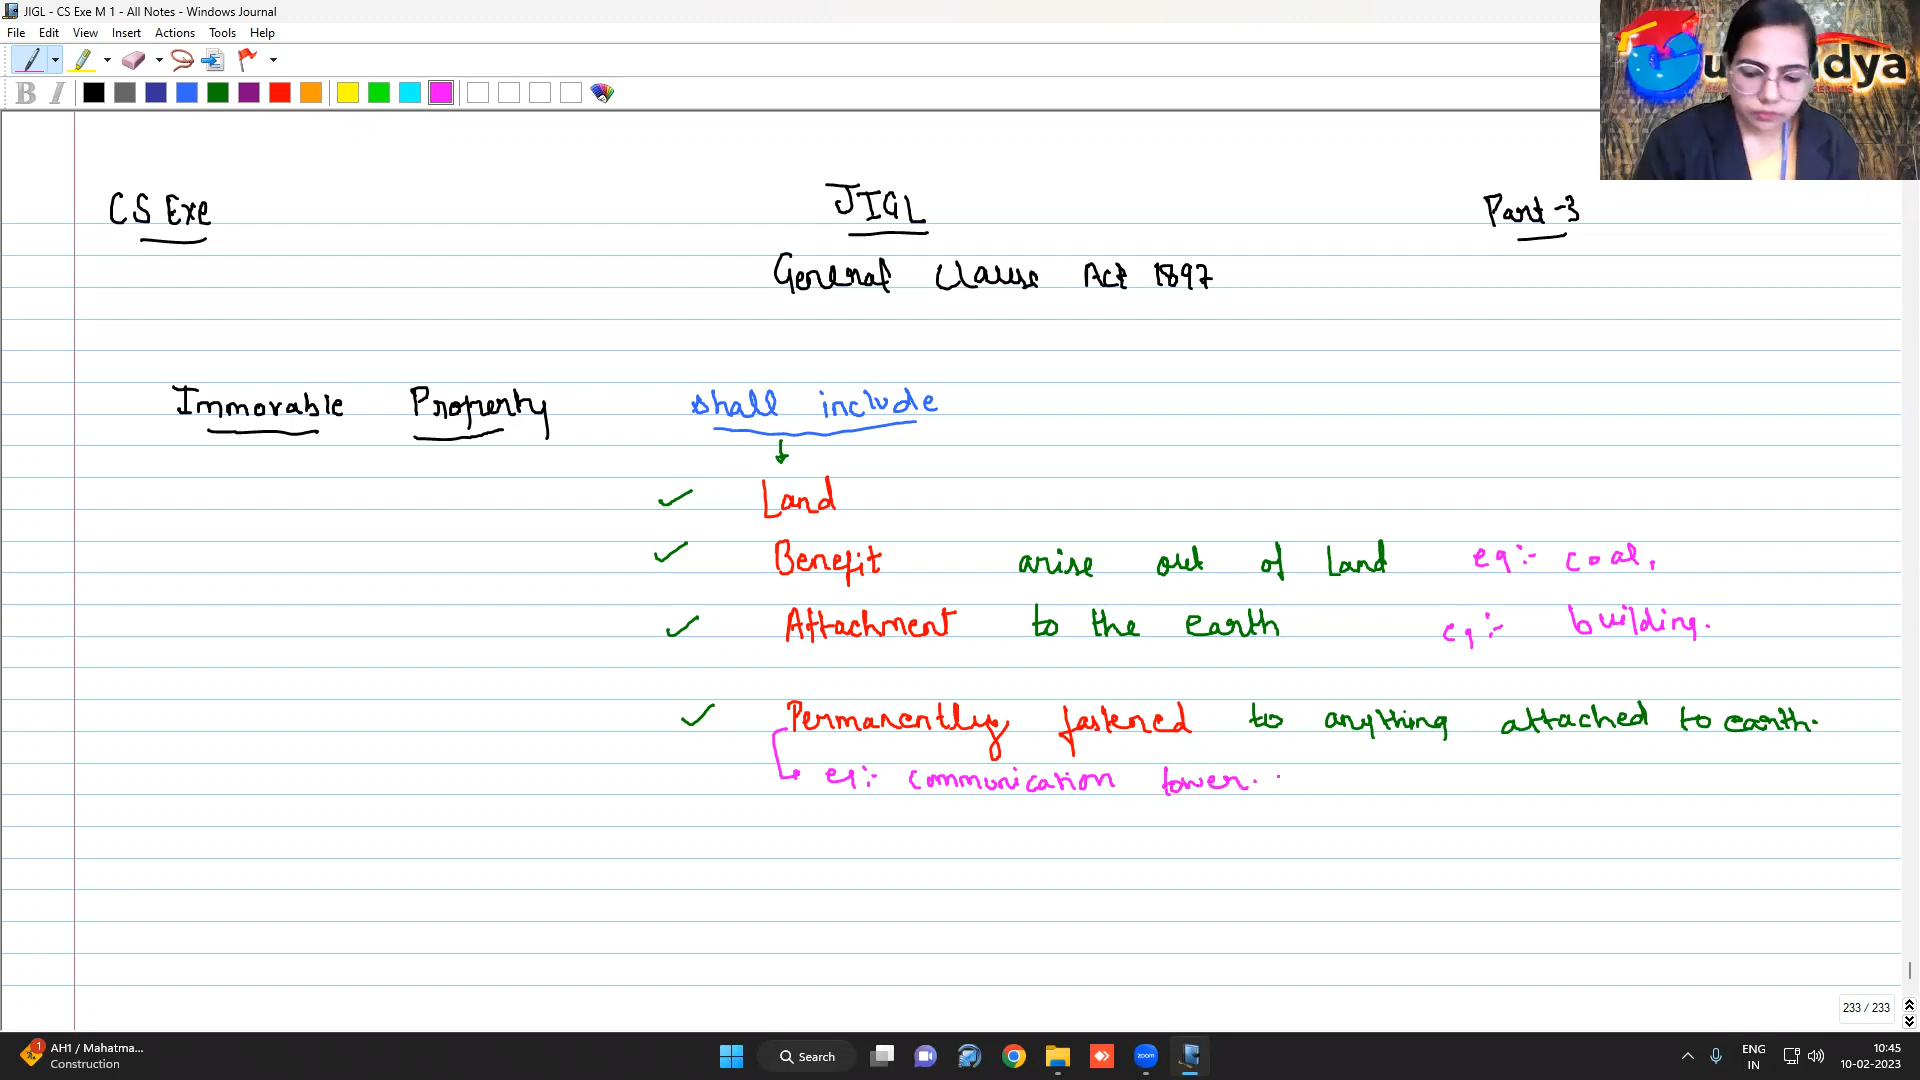 JIGL - CS Exe M 1 - All Notes - Windows Journal
File Edit View Insert Actions Tools Help
B I
CS Exe JIGL Part -3
General Clause Act 1897
Immovable Property shall include
Land
Benefit arise out of Land eg:- coal,
Attachment to the earth eg:- building.
Permanently fastened to anything attached to earth.
eg:- communication tower.
233 / 233
1 AH1 / Mahatma...
Construction
Search
zoom
ENG
IN
10:45
10-02-2023